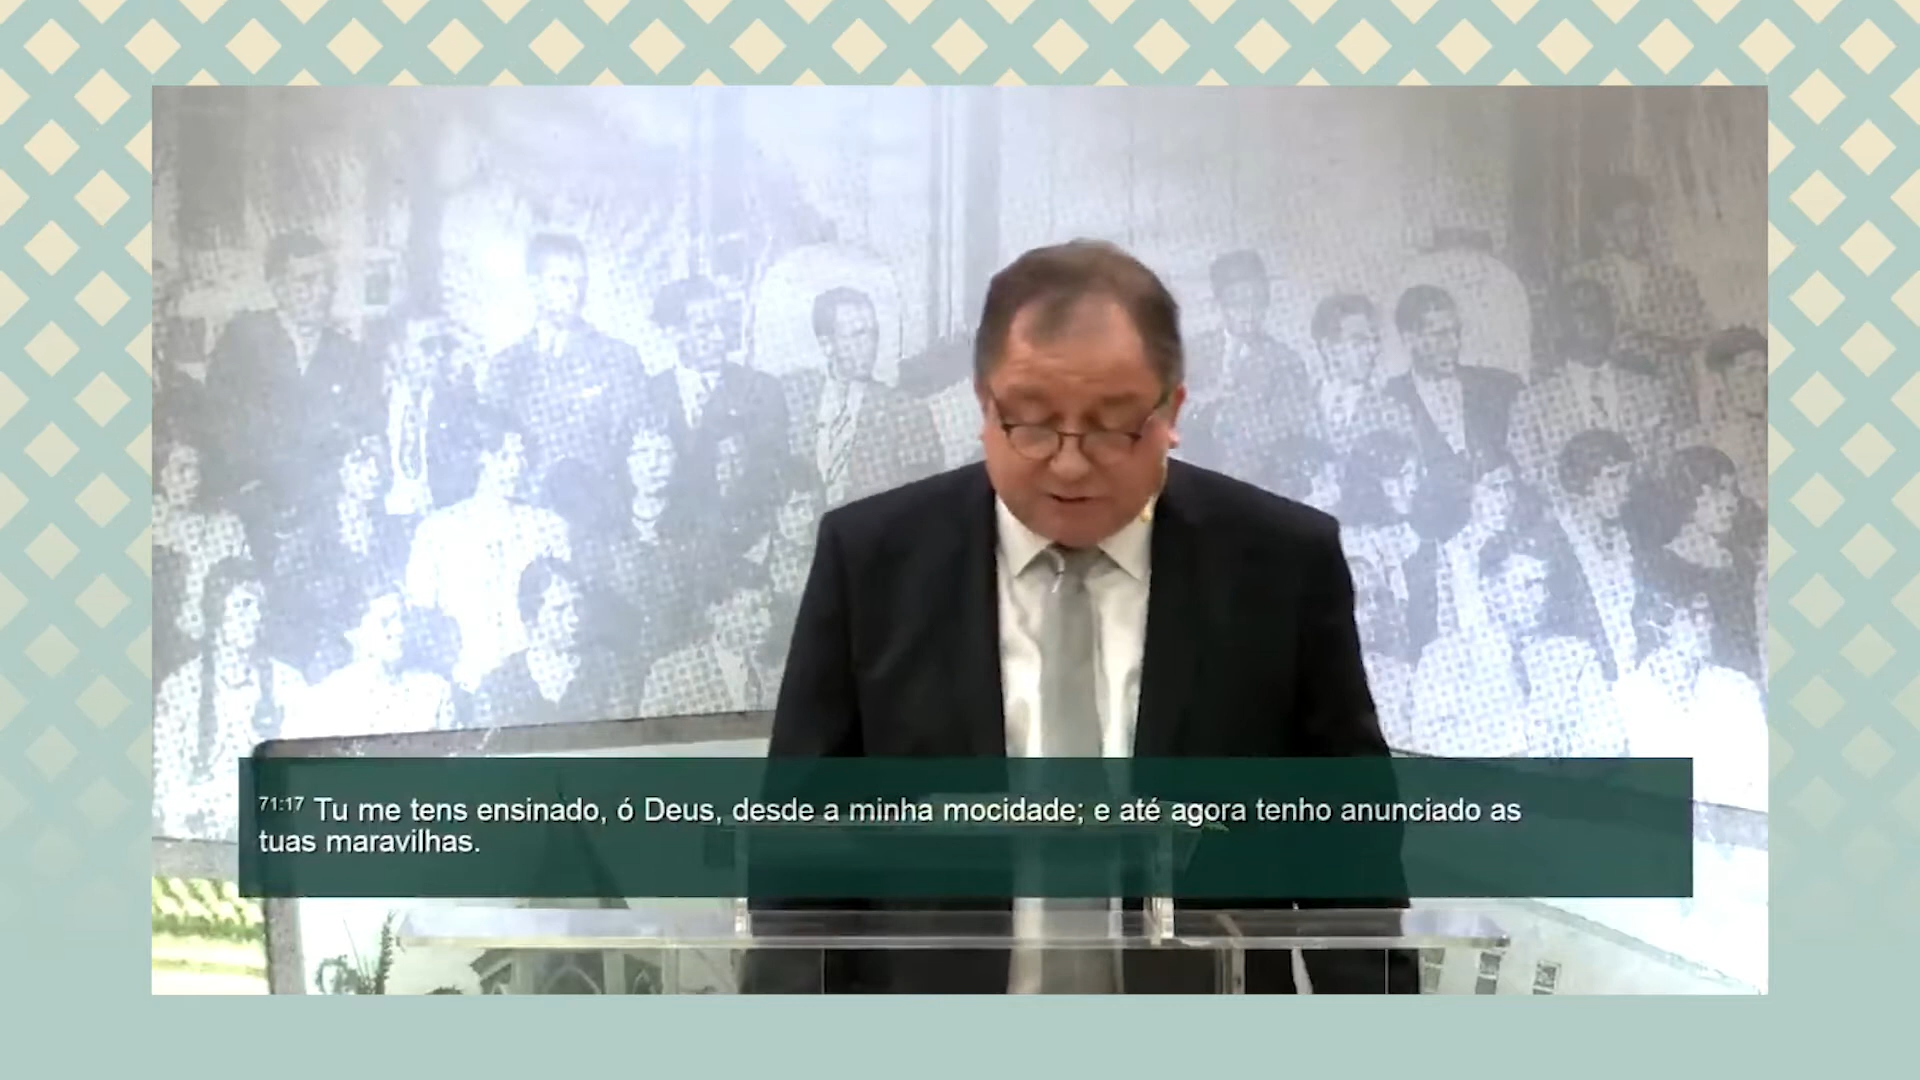 71:17 Tu me tens ensinado, ó Deus, desde a minha mocidade; e até agora tenho anunciado as
tuas maravilhas.